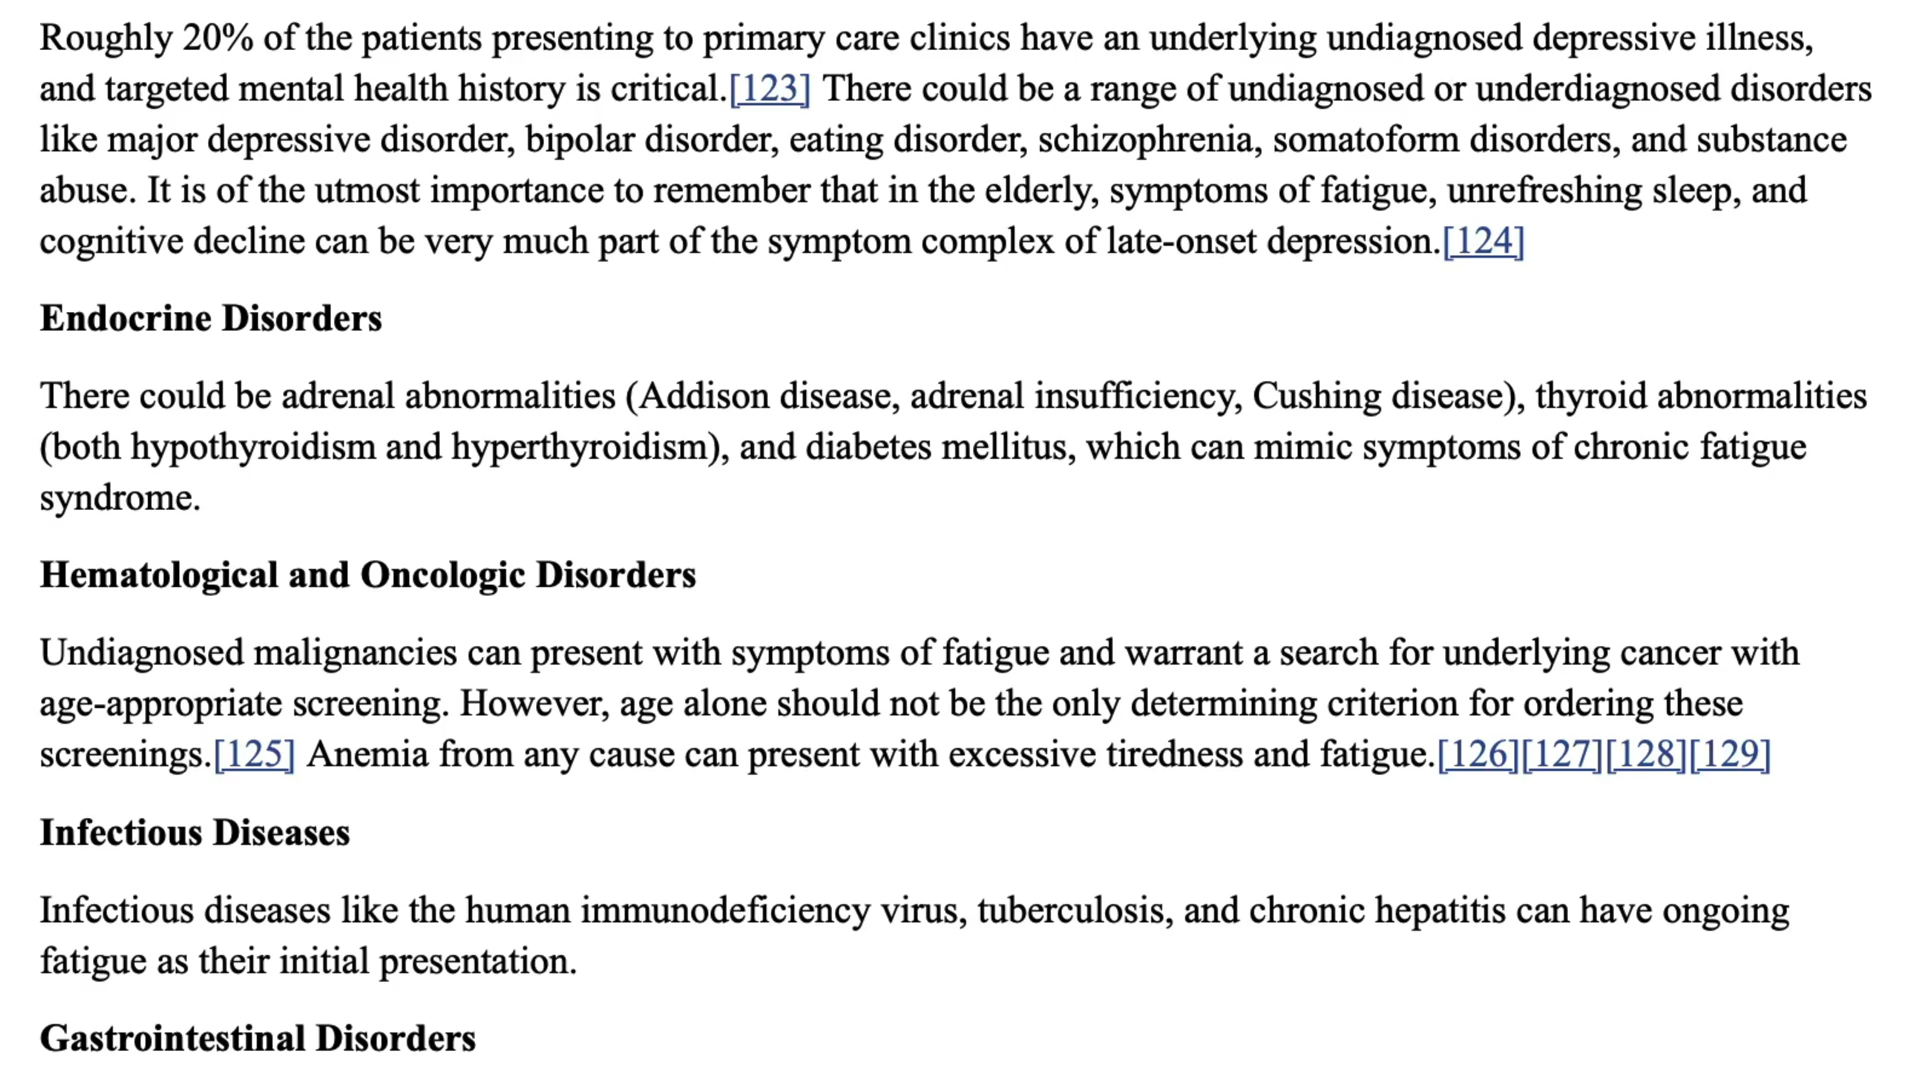 Roughly 20% of the patients presenting to primary care clinics have an underlying undiagnosed depressive illness,
and targeted mental health history is critical.[123] There could be a range of undiagnosed or underdiagnosed disorders
like major depressive disorder, bipolar disorder, eating disorder, schizophrenia, somatoform disorders, and substance
abuse. It is of the utmost importance to remember that in the elderly, symptoms of fatigue, unrefreshing sleep, and
cognitive decline can be very much part of the symptom complex of late-onset depression.[124]
Endocrine Disorders
There could be adrenal abnormalities (Addison disease, adrenal insufficiency, Cushing disease), thyroid abnormalities
(both hypothyroidism and hyperthyroidism), and diabetes mellitus, which can mimic symptoms of chronic fatigue
syndrome.
Hematological and Oncologic Disorders
Undiagnosed malignancies can present with symptoms of fatigue and warrant a search for underlying cancer with
age-appropriate screening. However, age alone should not be the only determining criterion for ordering these
screenings.[125] Anemia from any cause can present with excessive tiredness and fatigue.[126][127][128][129]
Infectious Diseases
Infectious diseases like the human immunodeficiency virus, tuberculosis, and chronic hepatitis can have ongoing
fatigue as their initial presentation.
Gastrointestinal Disorders